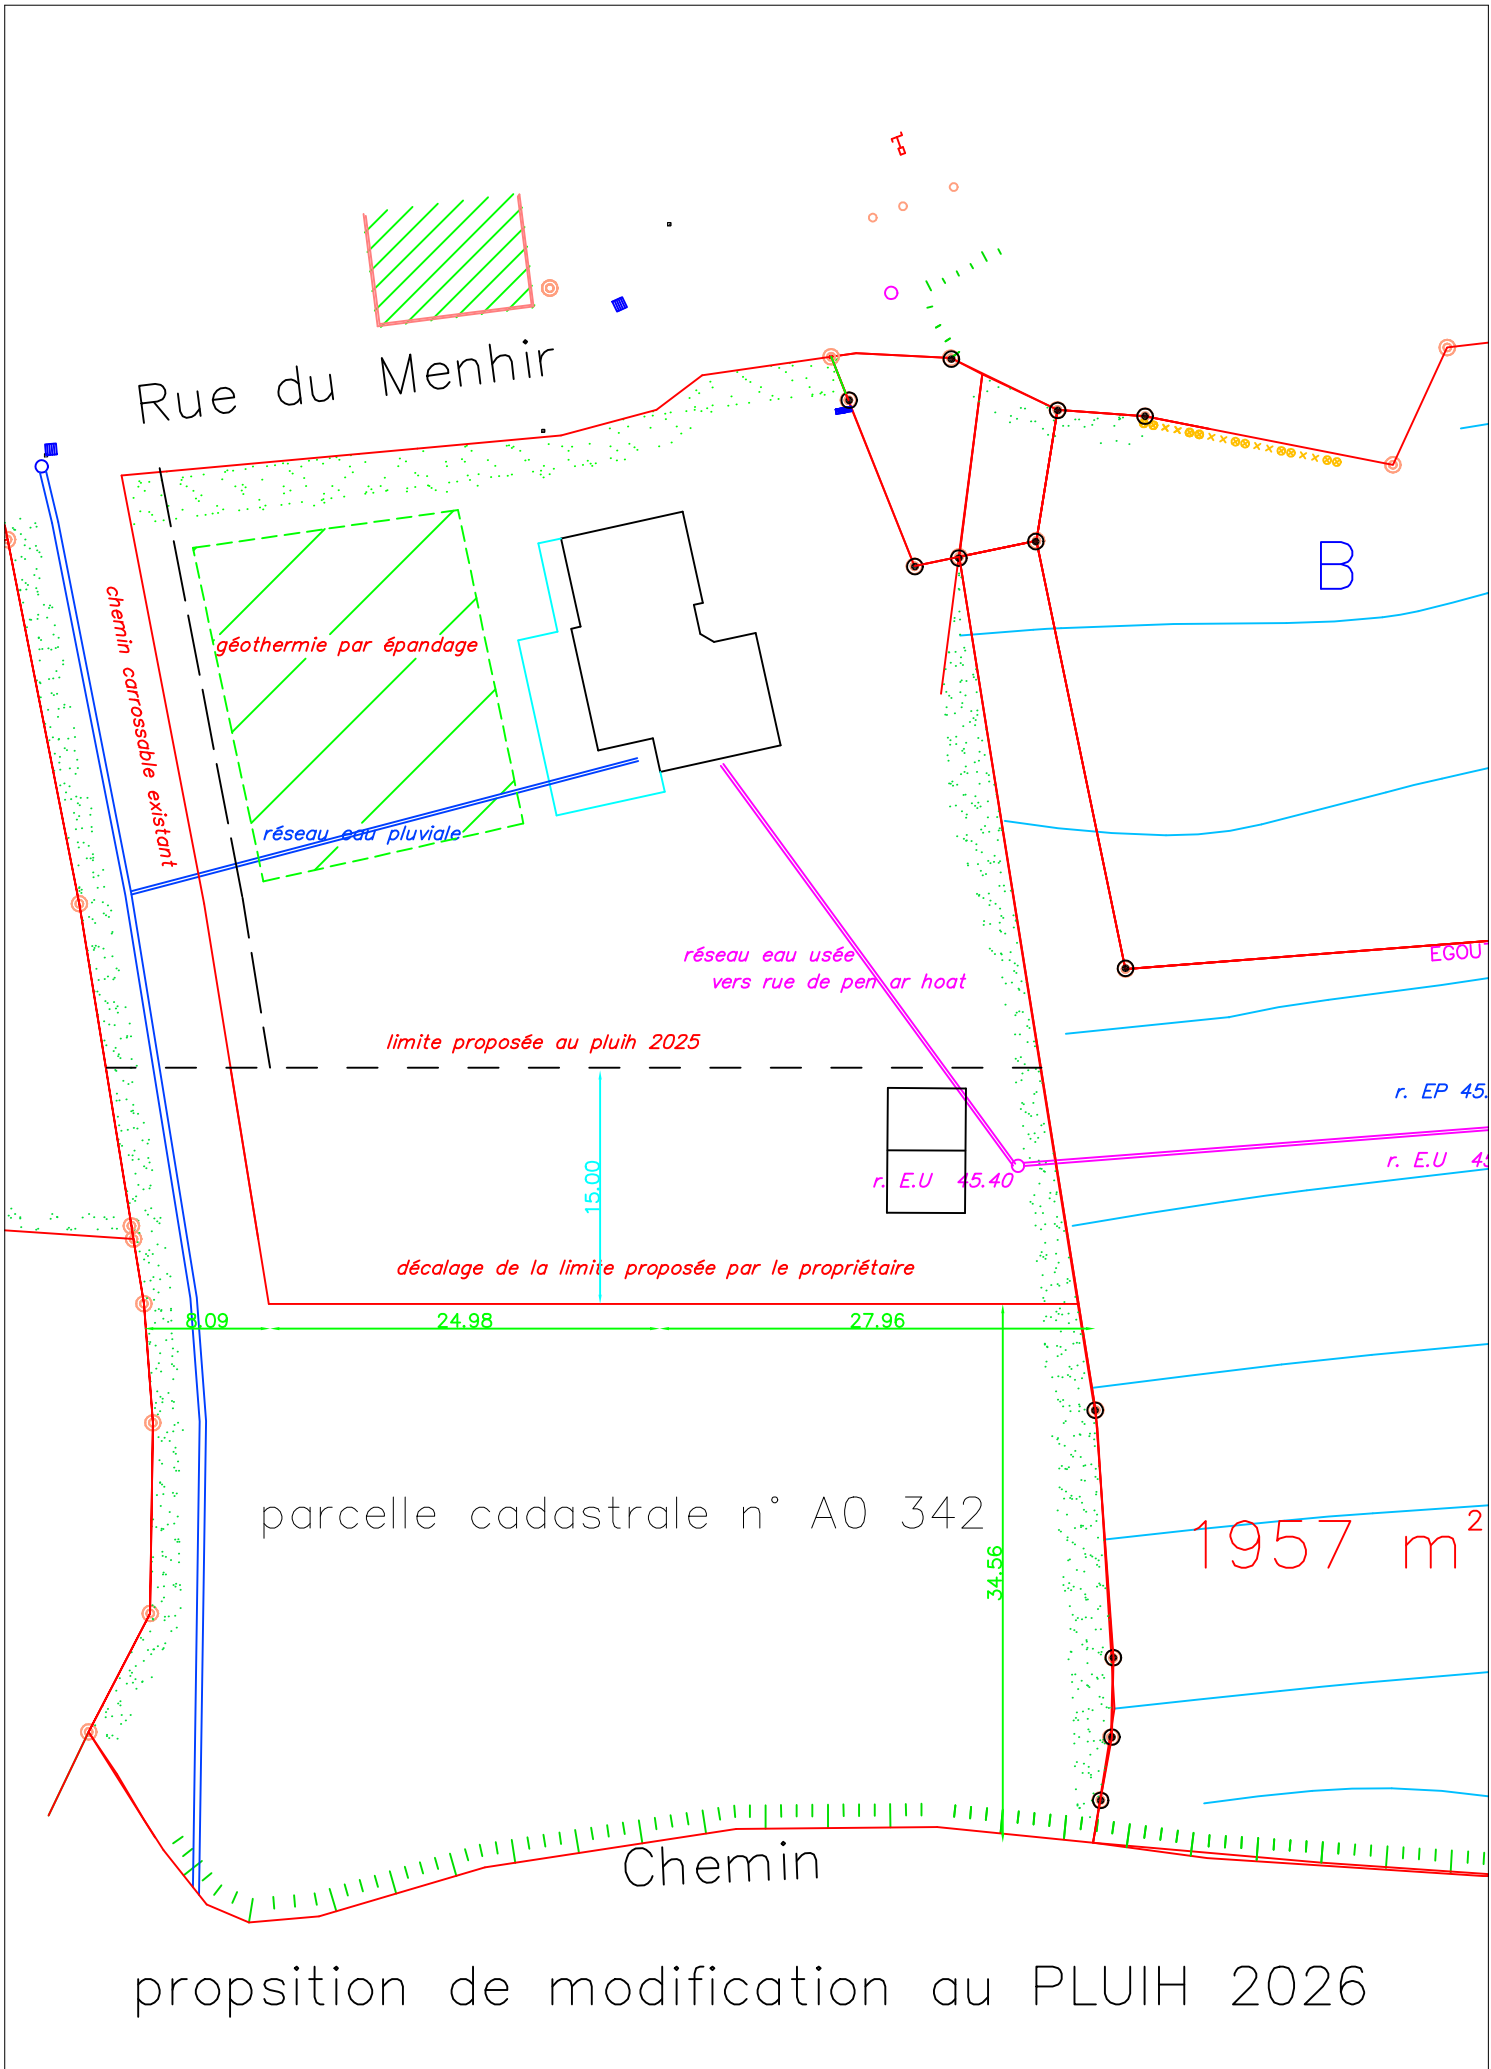 Rue du Menhir
B
chemin carrossable existant
géothermie par épandage
réseau eau pluviale
réseau eau usée
vers rue de pen ar hoat
EGOU
limite proposée au pluih 2025
r. EP 45.
15.00
r. E.U 45.40
r. E.U 45
décalage de la limite proposée par le propriétaire
8.09
24.98
27.96
parcelle cadastrale n° AO 342
34.56
1957 m²
Chemin
propsition de modification au PLUIH 2026